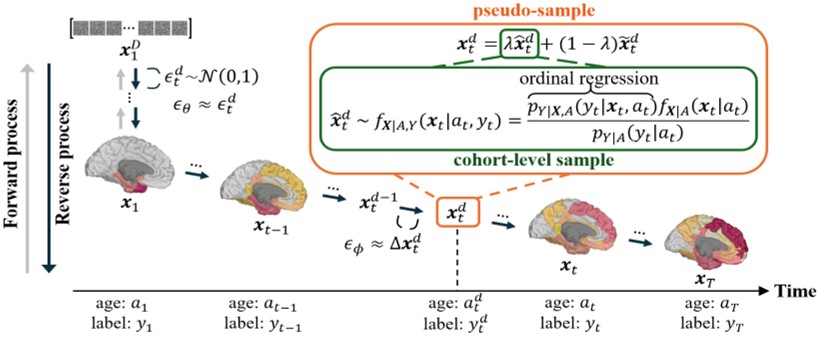 pseudo-sample
x_t^d = λx̂_t^d + (1 − λ)x̃_t^d
ordinal regression
x̂_t^d ~ f_{X|A,Y}(x_t|a_t, y_t) = p_{Y|X,A}(y_t|x_t, a_t)f_{X|A}(x_t|a_t) / p_{Y|A}(y_t|a_t)
cohort-level sample
[ ... ]
x_1^D
ϵ_t^d~𝒩(0,1)
ϵ_θ ≈ ϵ_t^d
Forward process
Reverse process
x_1
...
x_{t−1}
...
x_t^{d−1}
ϵ_ϕ ≈ Δx_t^d
x_t^d
...
x_t
...
x_T
Time
age: a_1
label: y_1
age: a_{t−1}
label: y_{t−1}
age: a_t^d
label: y_t^d
age: a_t
label: y_t
age: a_T
label: y_T